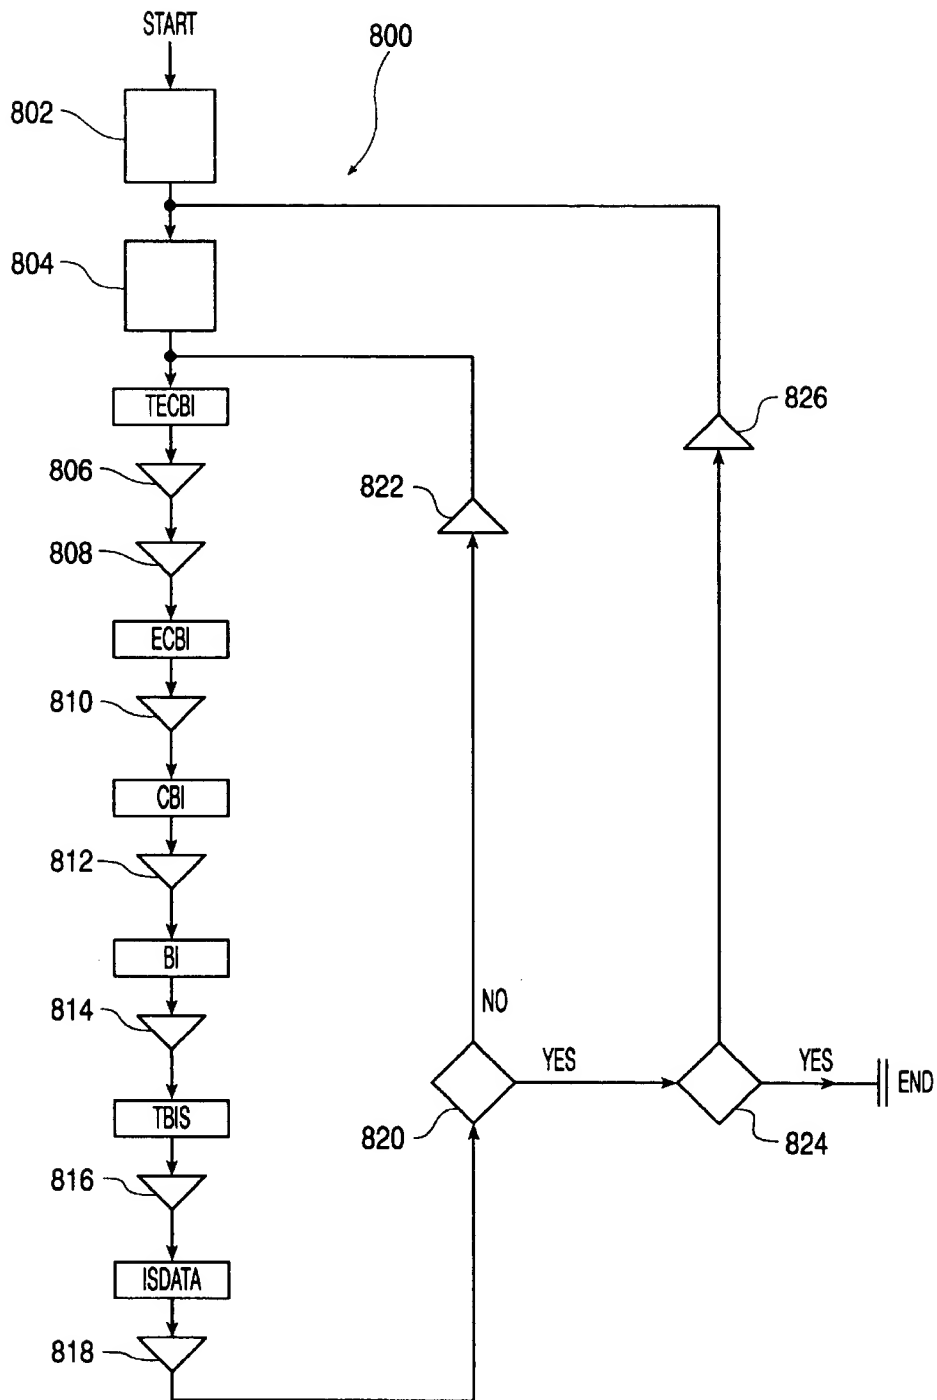 START
800
802
804
TECBI
826
806
822
808
ECBI
810
CBI
812
BI
814
NO
YES
YES
END
TBIS
820
824
816
ISDATA
818